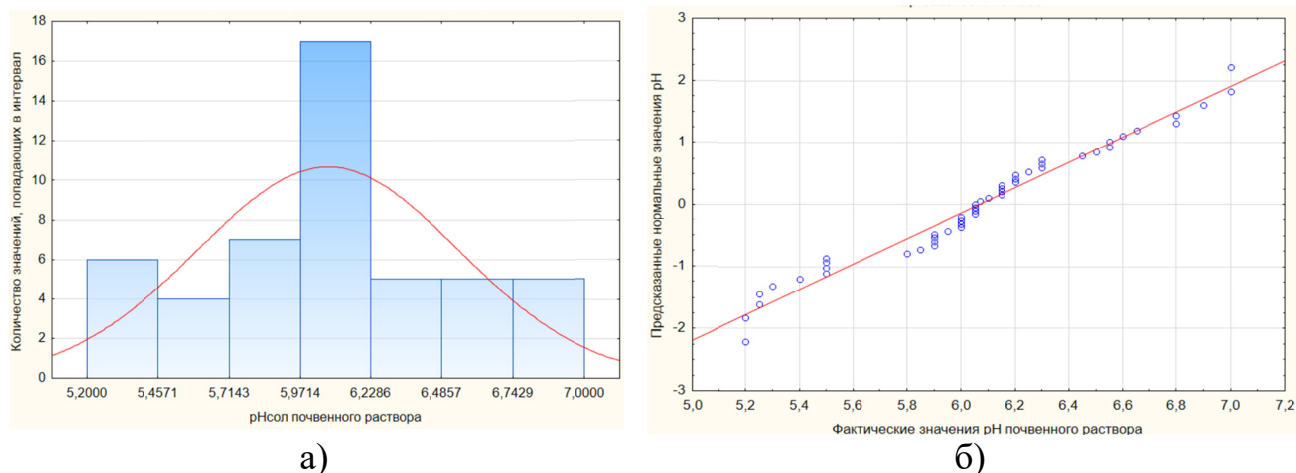 Количество значений, попадающих в интервал
18
16
14
12
10
8
6
4
2
0
5,2000 5,4571 5,7143 5,9714 6,2286 6,4857 6,7429 7,0000
рНсол почвенного раствора
а)
Предсказанные нормальные значения рН
3
2
1
0
-1
-2
-3
5,0 5,2 5,4 5,6 5,8 6,0 6,2 6,4 6,6 6,8 7,0 7,2
Фактические значения рН почвенного раствора
б)